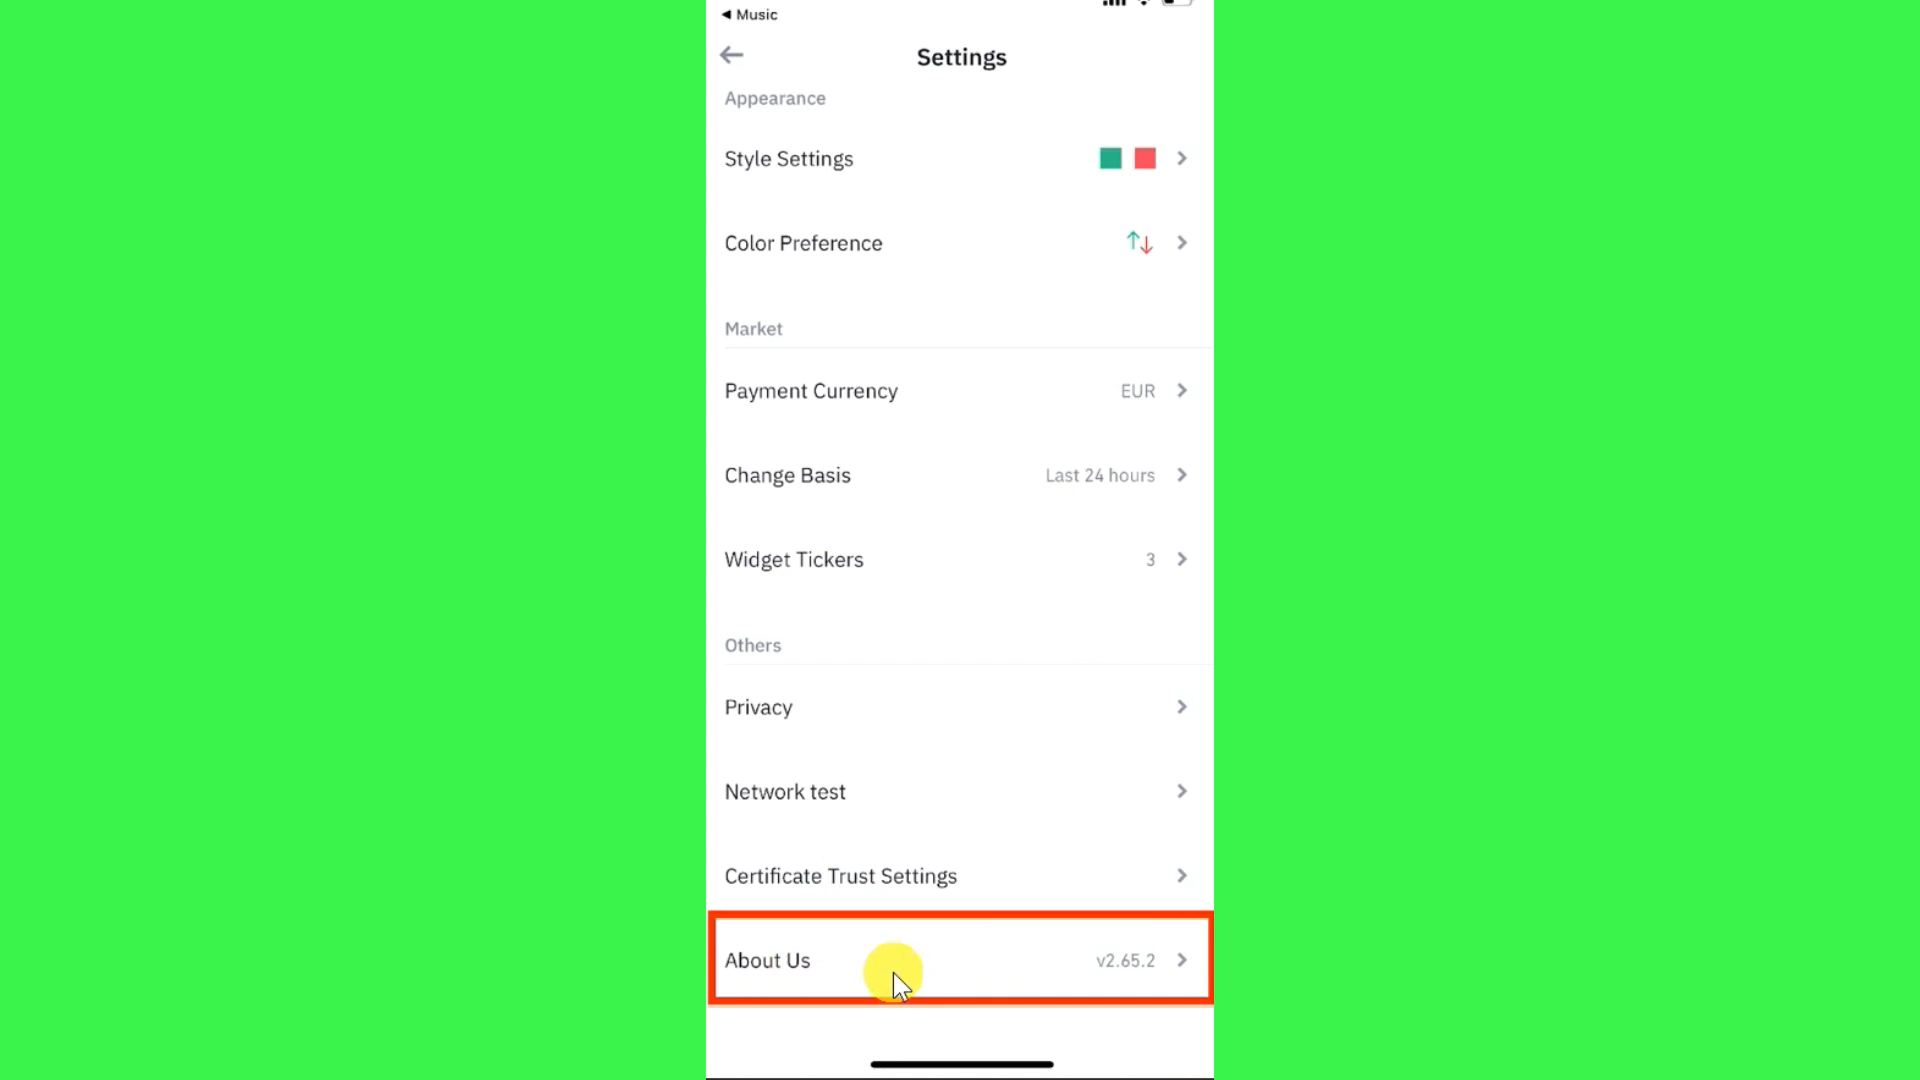 Music
Settings
Appearance
Style Settings
Color Preference
Market
Payment Currency EUR
Change Basis Last 24 hours
Widget Tickers 3
Others
Privacy
Network test
Certificate Trust Settings
About Us v2.65.2